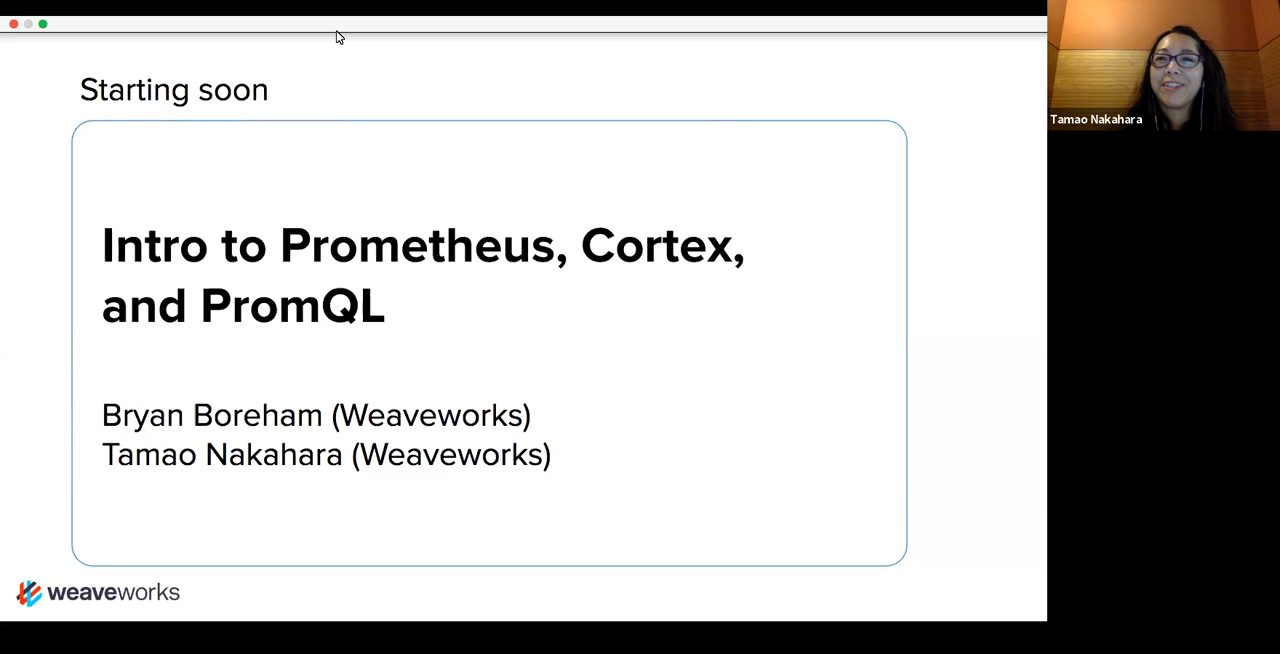 Starting soon
Intro to Prometheus, Cortex,
and PromQL
Bryan Boreham (Weaveworks)
Tamao Nakahara (Weaveworks)
weaveworks
Tamao Nakahara